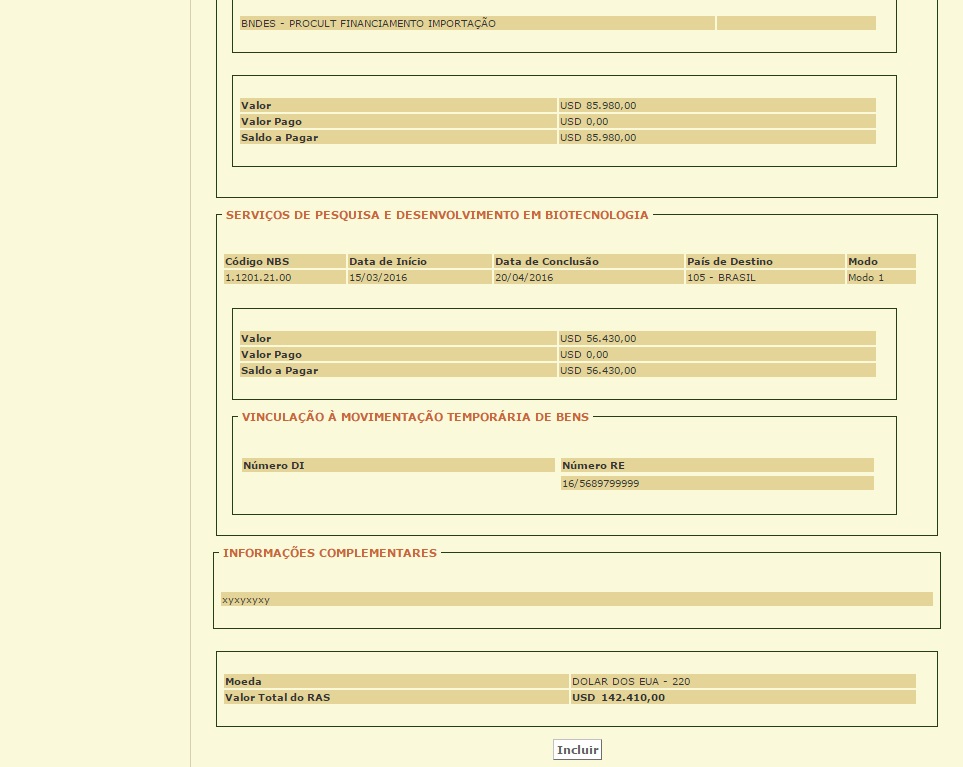 BNDES - PROCULT FINANCIAMENTO IMPORTAÇÃO
Valor USD 85.980,00
Valor Pago USD 0,00
Saldo a Pagar USD 85.980,00
SERVIÇOS DE PESQUISA E DESENVOLVIMENTO EM BIOTECNOLOGIA
Código NBS Data de Início Data de Conclusão País de Destino Modo
1.1201.21.00 15/03/2016 20/04/2016 105 - BRASIL Modo 1
Valor USD 56.430,00
Valor Pago USD 0,00
Saldo a Pagar USD 56.430,00
VINCULAÇÃO À MOVIMENTAÇÃO TEMPORÁRIA DE BENS
Número DI Número RE
16/5689799999
INFORMAÇÕES COMPLEMENTARES
xyxyxyxy
Moeda DOLAR DOS EUA - 220
Valor Total do RAS USD 142.410,00
Incluir